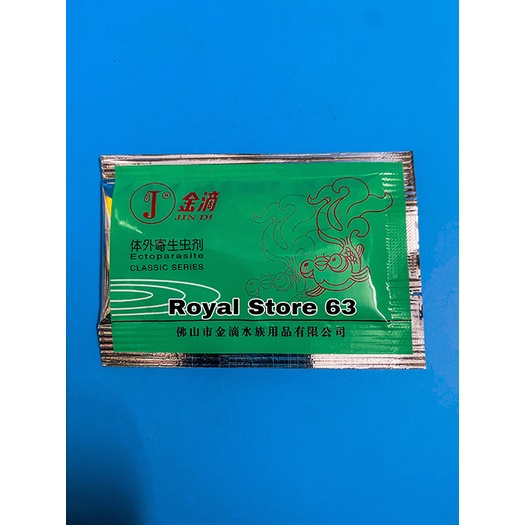 J ® 金滴
JIN DI
体外寄生虫剂
Ectoparasite
CLASSIC SERIES
Royal Store 63
佛山市金滴水族用品有限公司